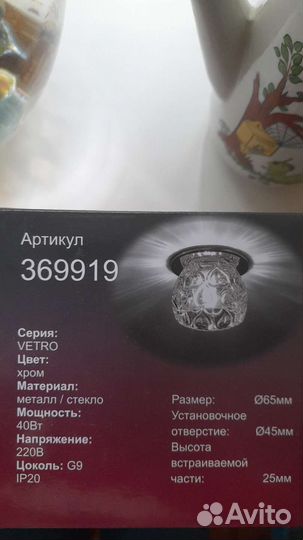 Артикул
369919
Серия:
VETRO
Цвет:
хром
Материал:
металл / стекло
Мощность:
40Вт
Напряжение:
220В
Цоколь: G9
IP20
Размер: Ø65мм
Установочное
отверстие: Ø45мм
Высота
встраиваемой
части: 25мм
Avito